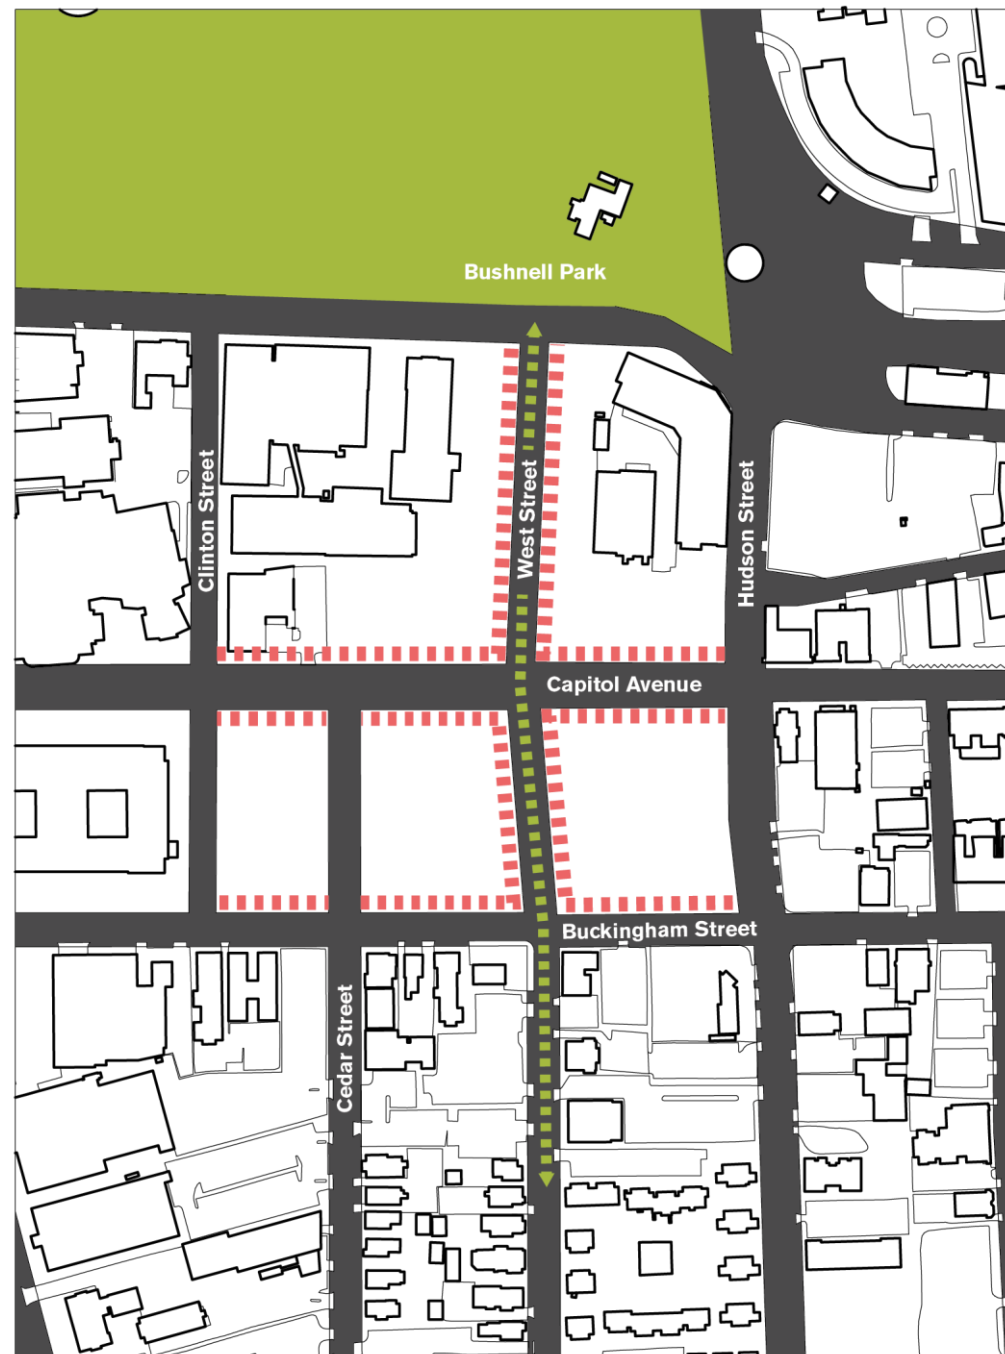 Bushnell Park
Clinton Street
West Street
Hudson Street
Capitol Avenue
Buckingham Street
Cedar Street